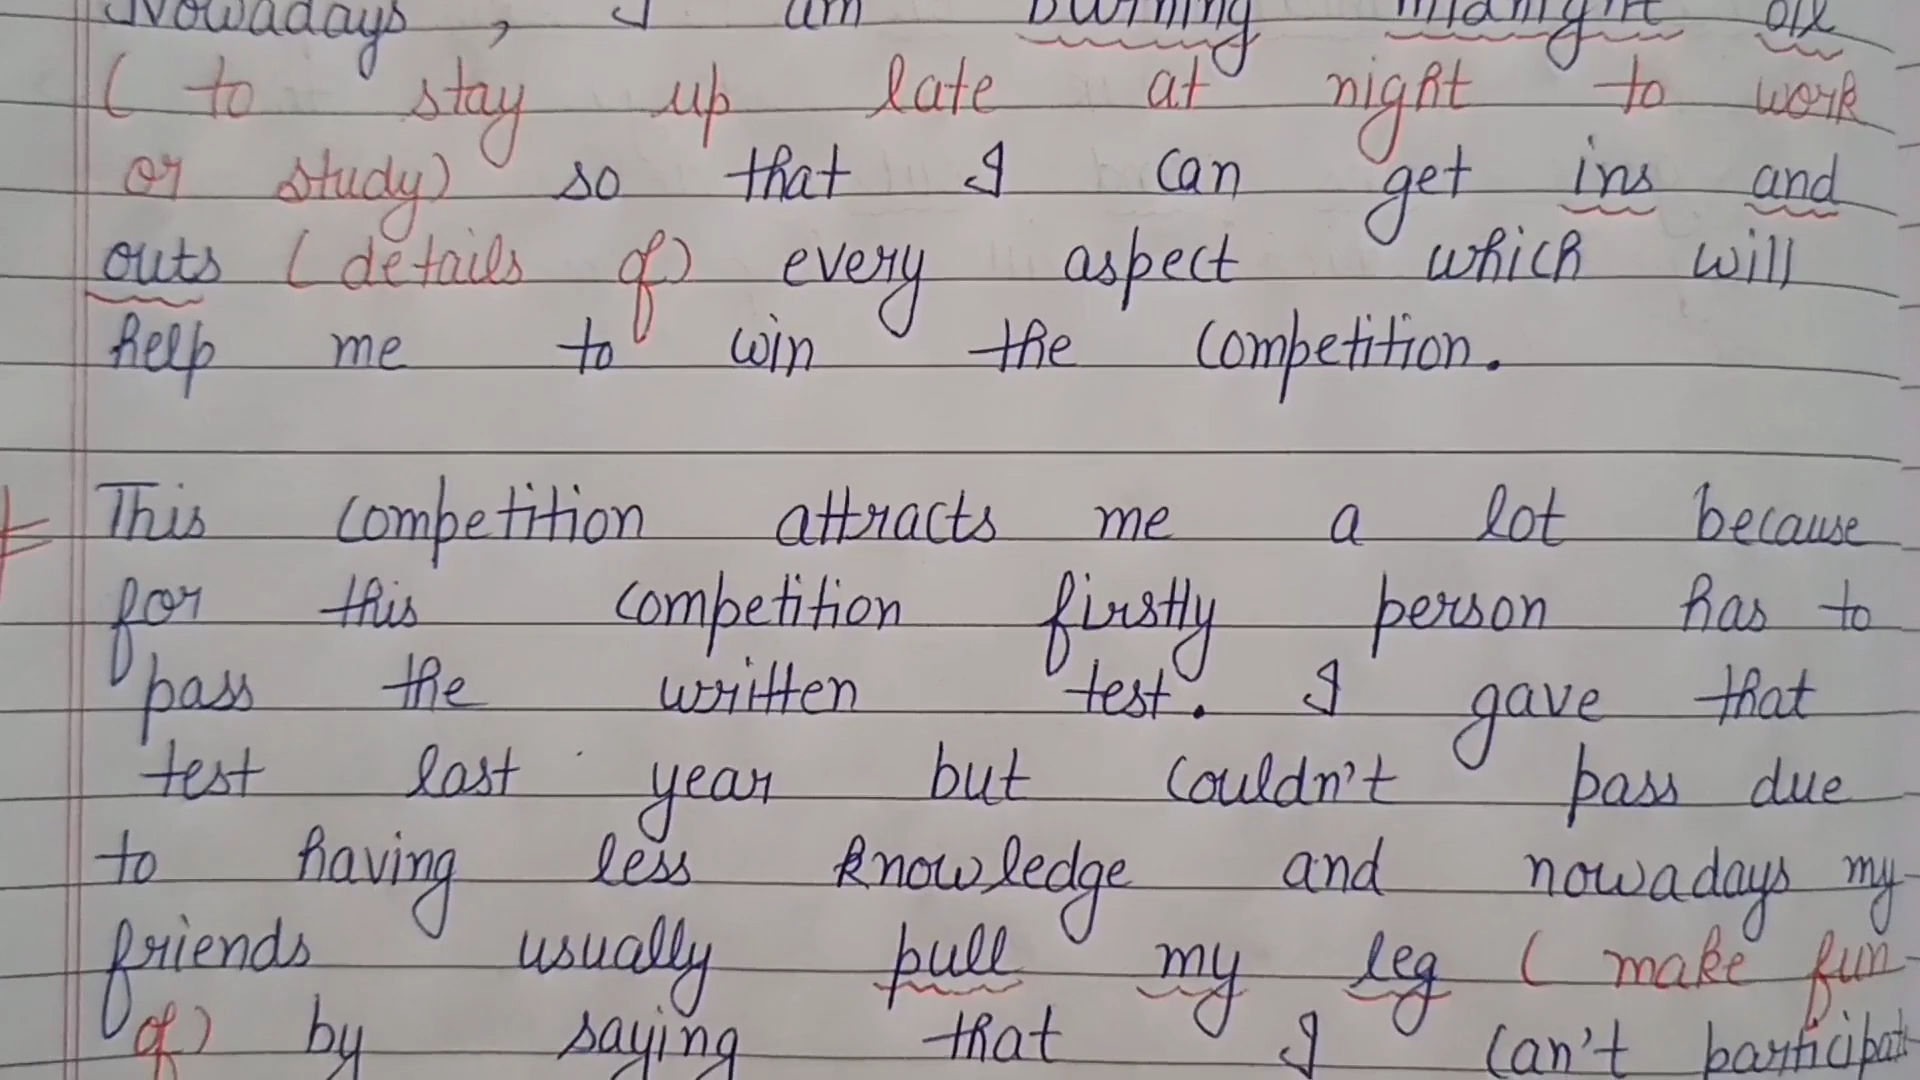 Nowadays, I am burning midnight oil
( to stay up late at night to work
or study) so that I can get ins and
outs (details of) every aspect which will
help me to win the competition.
This competition attracts me a lot because
for this competition firstly person has to
pass the written test. I gave that
test last year but couldn't pass due
to having less knowledge and nowadays my
friends usually pull my leg ( make fun
of) by saying that I can't participat